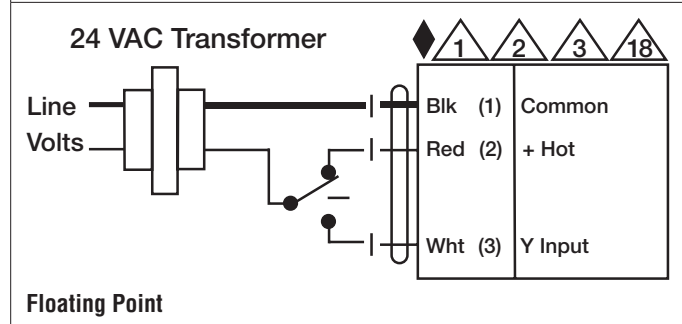 24 VAC Transformer
1 2 3 18
Line
Volts
Blk (1) Common
Red (2) + Hot
Wht (3) Y Input
Floating Point